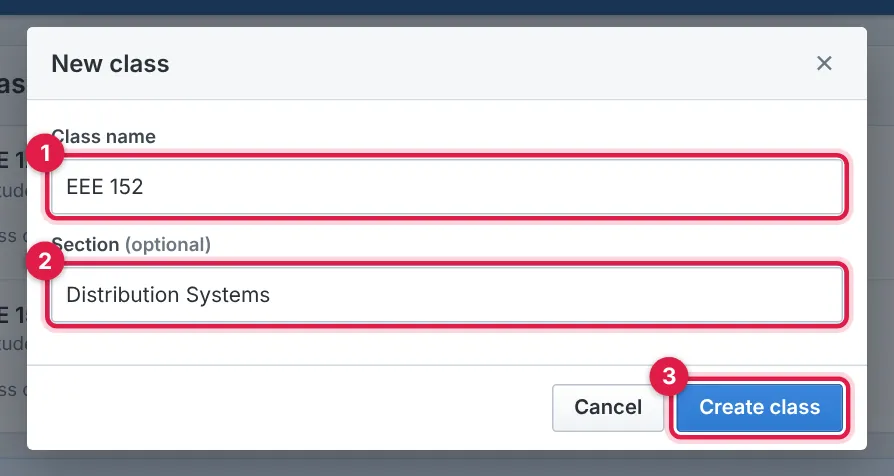 New class
Class name
1
EEE 152
Section (optional)
2
Distribution Systems
3
Cancel
Create class